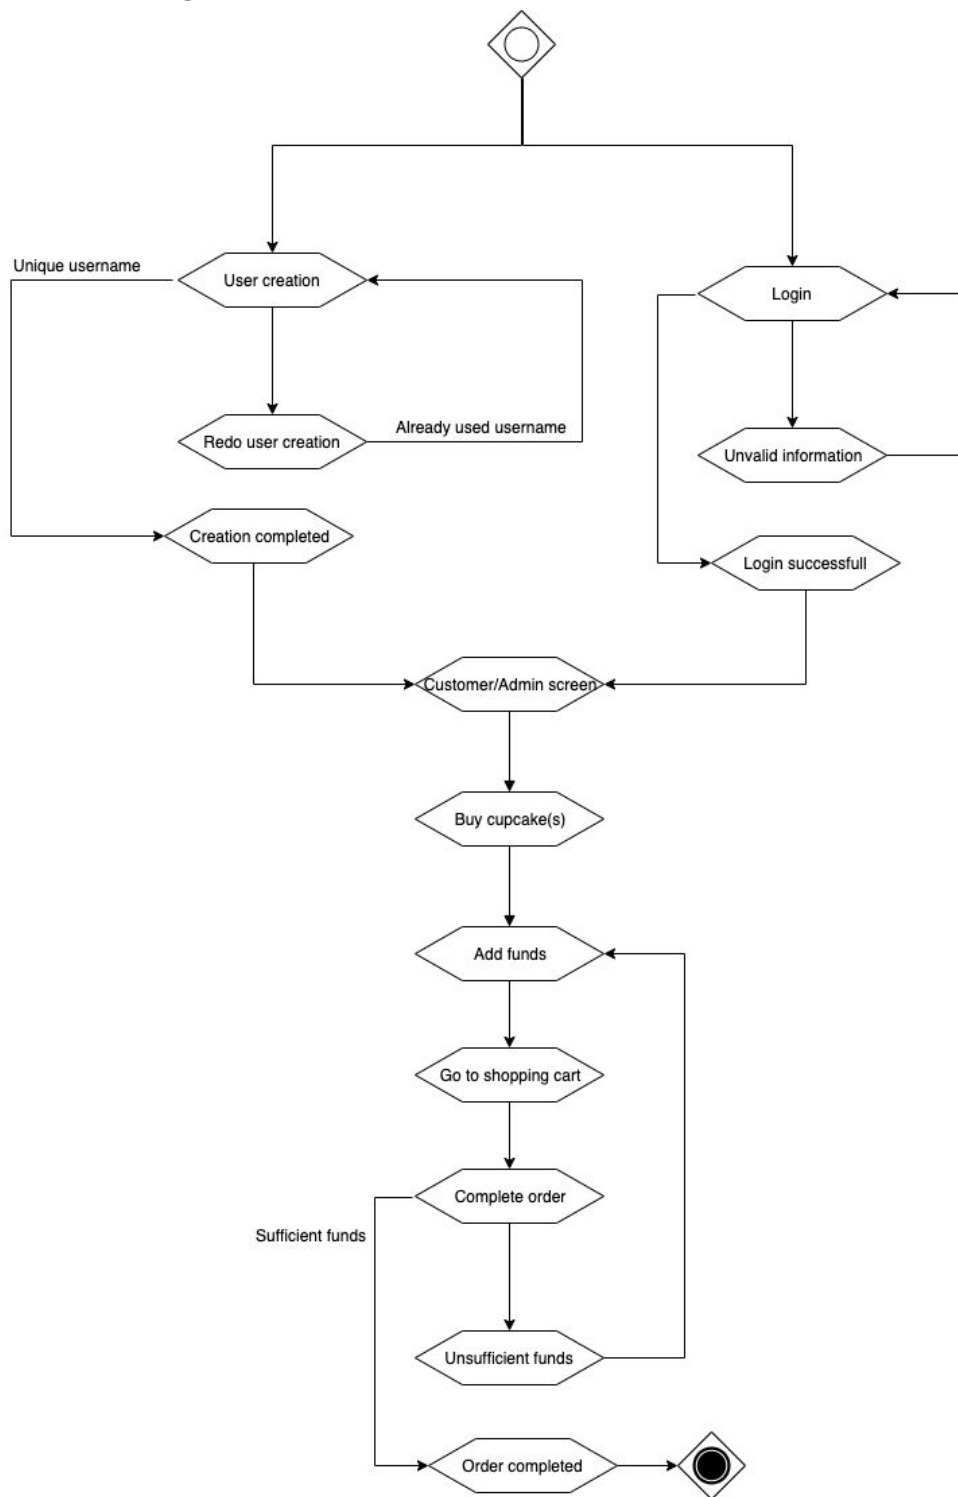 Unique username
User creation
Login
Already used username
Redo user creation
Unvalid information
Creation completed
Login successfull
Customer/Admin screen
Buy cupcake(s)
Add funds
Go to shopping cart
Complete order
Sufficient funds
Unsufficient funds
Order completed